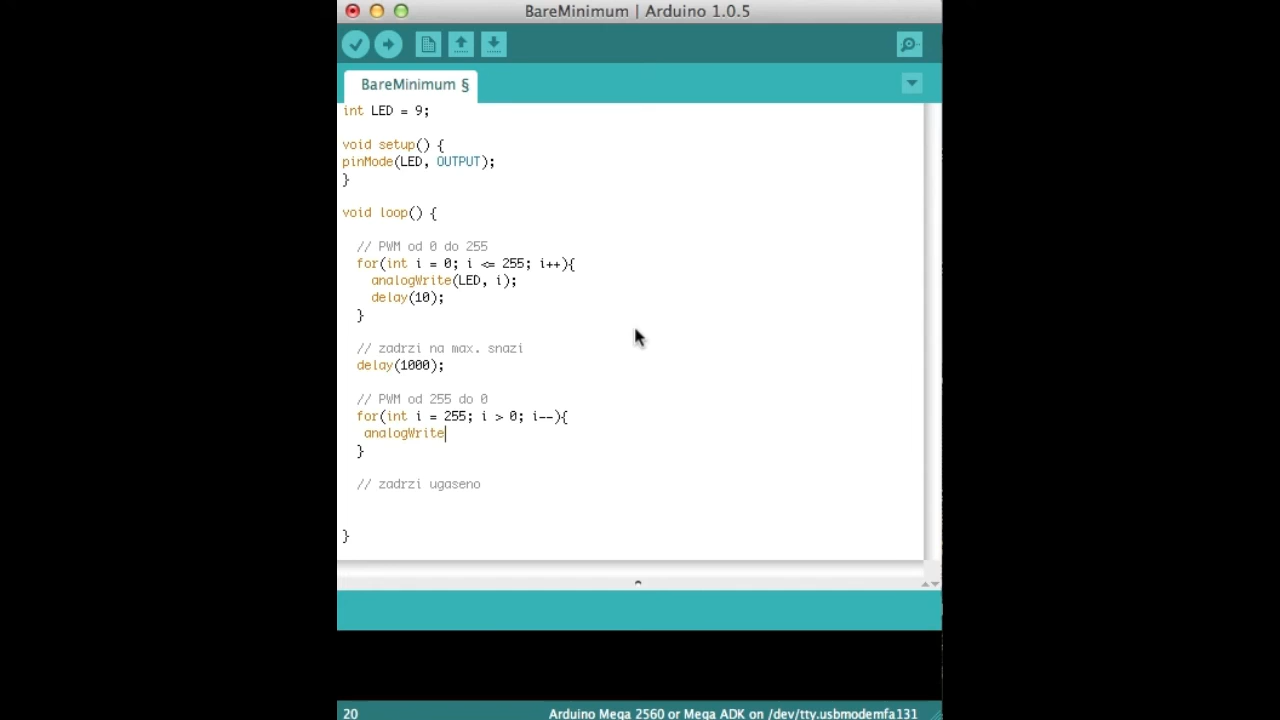 BareMinimum | Arduino 1.0.5
BareMinimum §
int LED = 9;
void setup() {
pinMode(LED, OUTPUT);
}
void loop() {
// PWM od 0 do 255
for(int i = 0; i <= 255; i++){
analogWrite(LED, i);
delay(10);
}
// zadrzi na max. snazi
delay(1000);
// PWM od 255 do 0
for(int i = 255; i > 0; i--){
analogWrite
}
// zadrzi ugaseno
}
20 Arduino Mega 2560 or Mega ADK on /dev/tty.usbmodemfa131